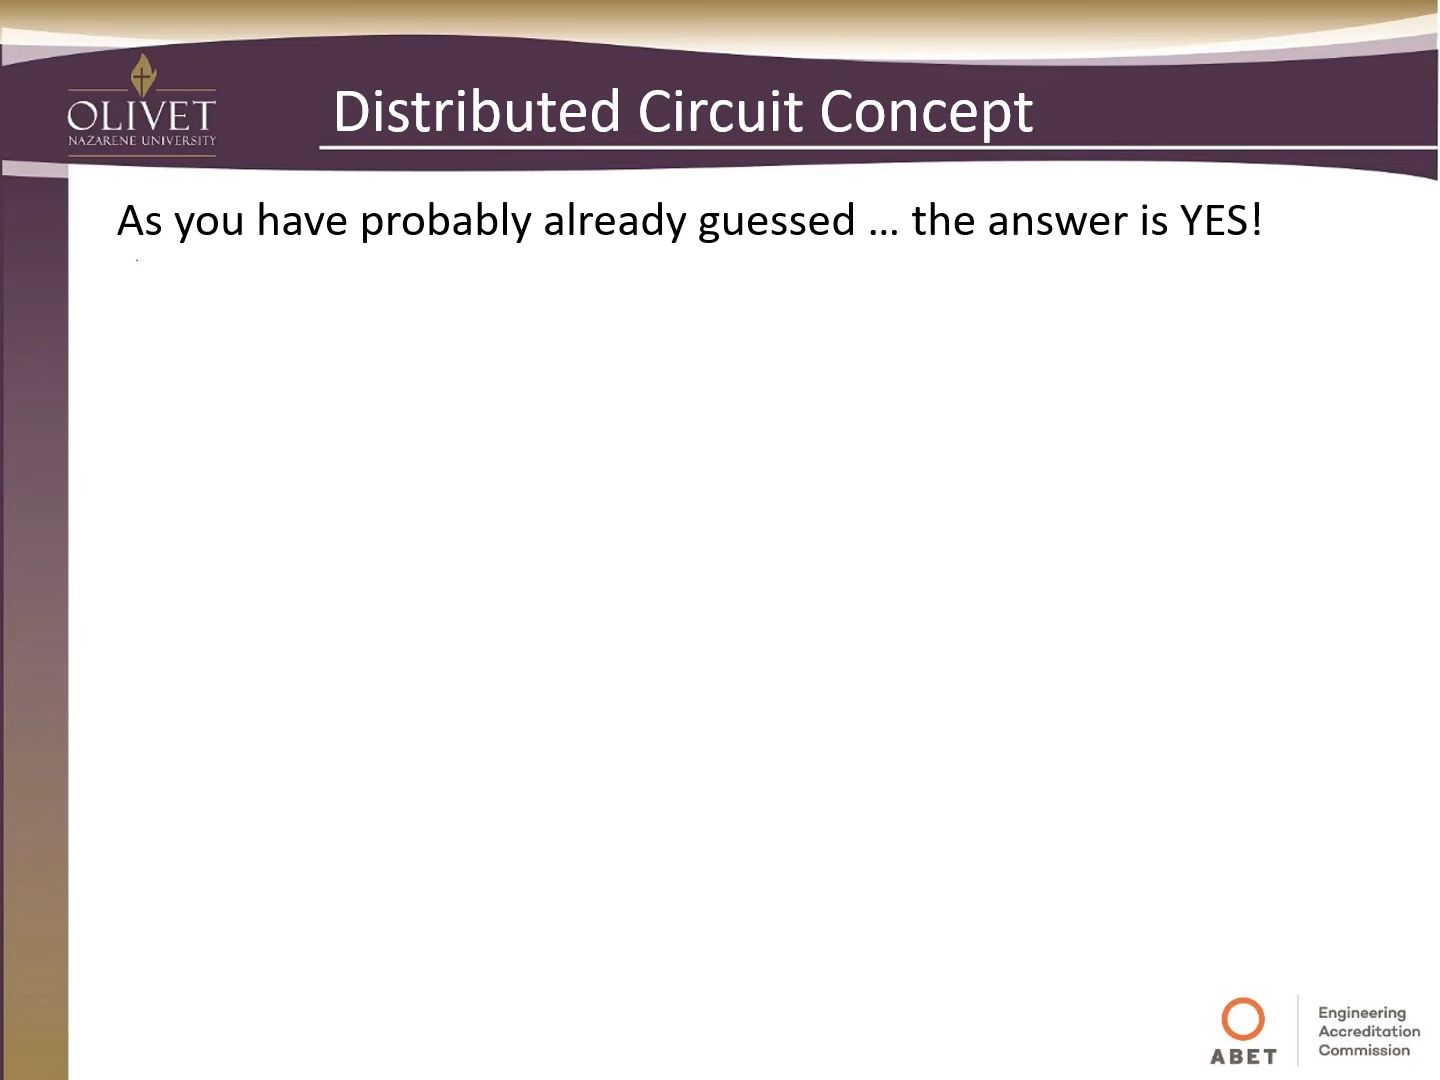 OLIVET
NAZARENE UNIVERSITY
Distributed Circuit Concept
As you have probably already guessed … the answer is YES!
ABET
Engineering
Accreditation
Commission